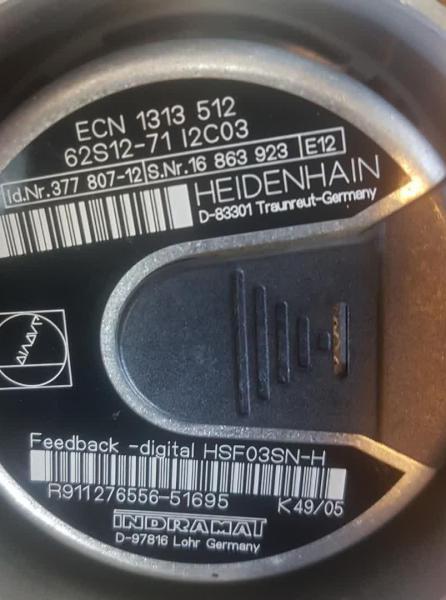 ECN 1313 512
62S12-71 I2C03
Id.Nr.377 807-12 S.Nr.16 863 923 E12
HEIDENHAIN
D-83301 Traunreut-Germany
Feedback -digital HSF03SN-H
R911276556-51695 K49/05
INDRAMAT
D-97816 Lohr Germany